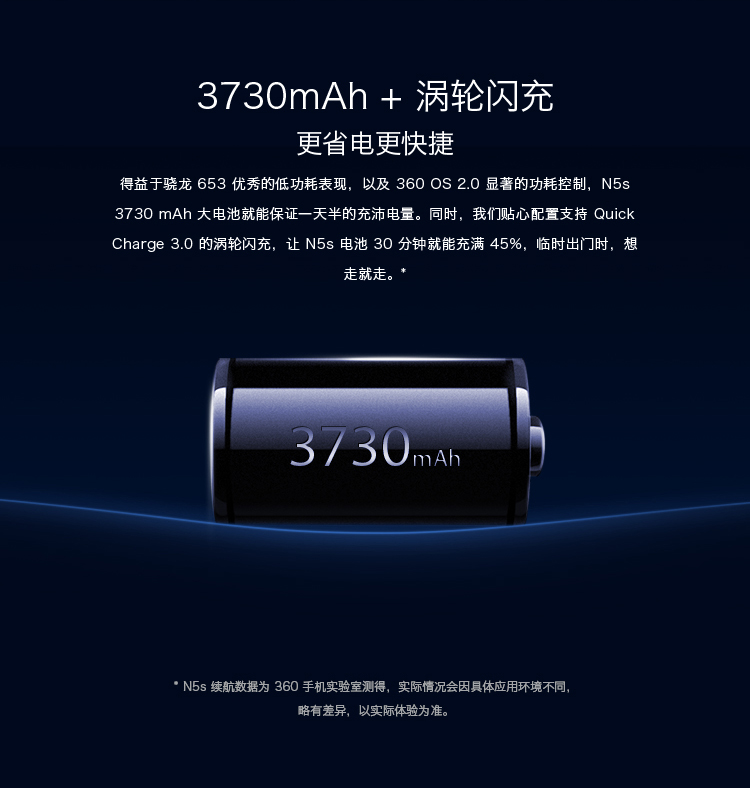 3730mAh + 涡轮闪充
更省电更快捷
得益于骁龙 653 优秀的低功耗表现，以及 360 OS 2.0 显著的功耗控制，N5s
3730 mAh 大电池就能保证一天半的充沛电量。同时，我们贴心配置支持 Quick
Charge 3.0 的涡轮闪充，让 N5s 电池 30 分钟就能充满 45%，临时出门时，想
走就走。*
3730mAh
* N5s 续航数据为 360 手机实验室测得，实际情况会因具体应用环境不同，
略有差异，以实际体验为准。